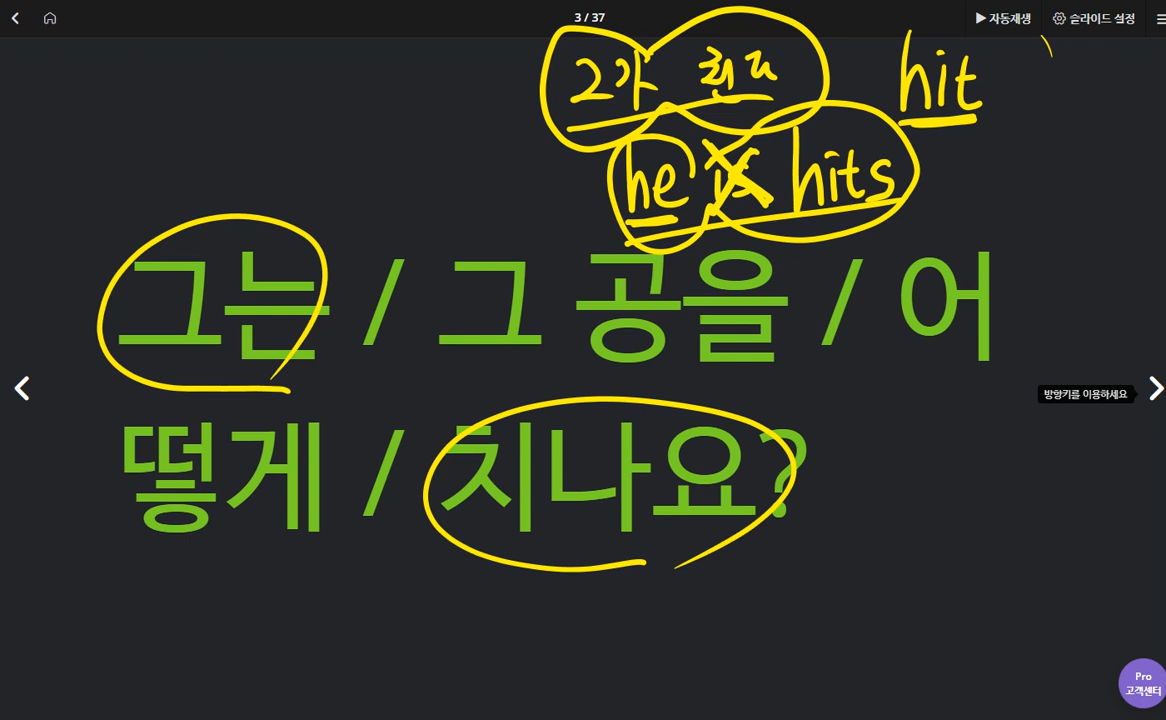 3 / 37
자동재생
슬라이드 설정
그가 친다
hit
he is hits
그는 / 그 공을 / 어
떻게 / 치나요?
방향키를 이용하세요
Pro
고객센터